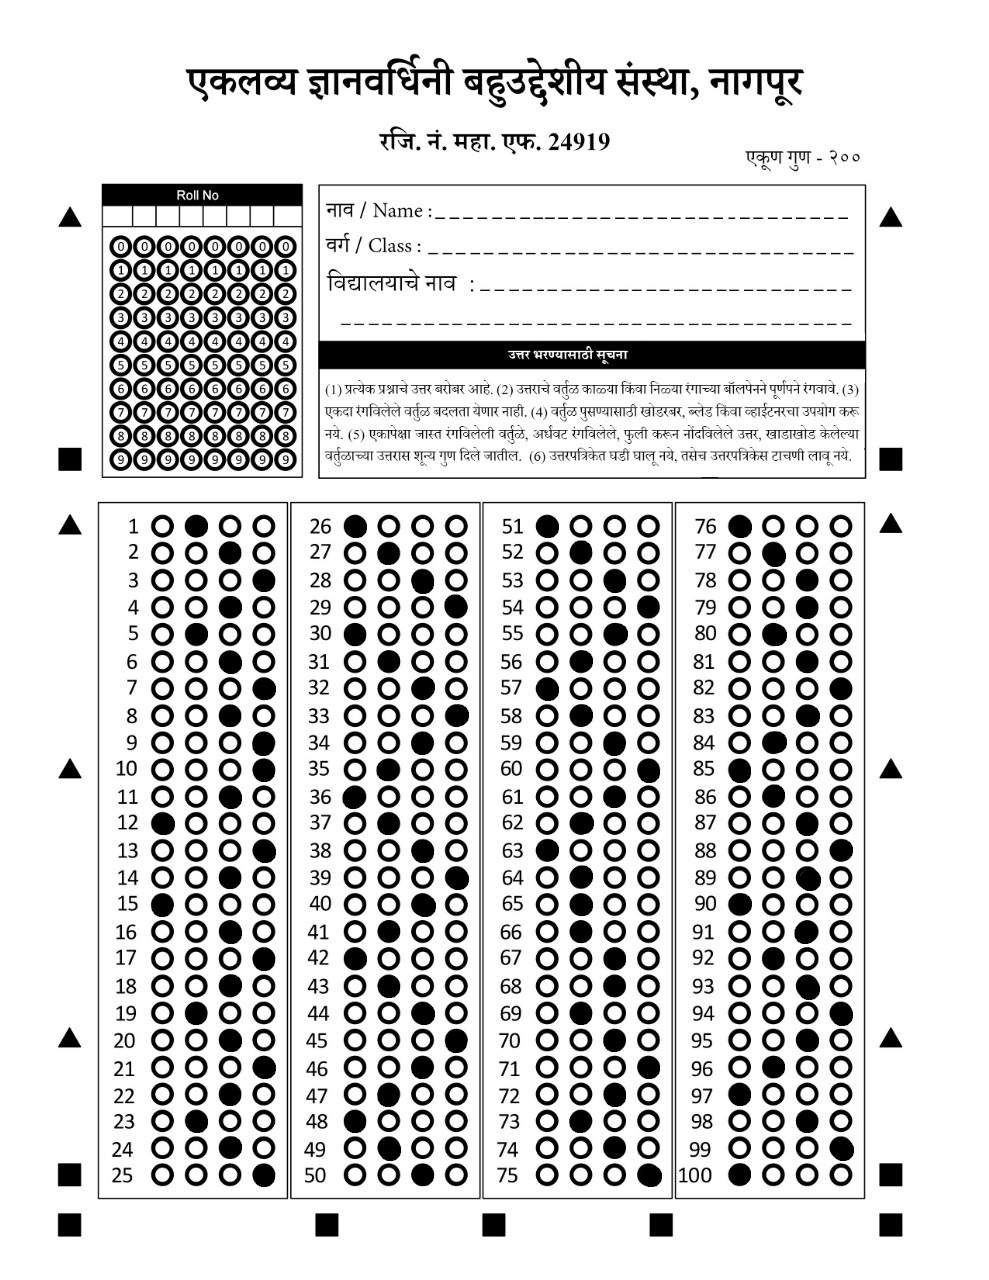 एकलव्य ज्ञानवर्धिनी बहुउद्देशीय संस्था, नागपूर
रजि. नं. महा. एफ. 24919
एकूण गुण - २००
Roll No
0 0 0 0 0 0 0 0
1 1 1 1 1 1 1 1
2 2 2 2 2 2 2 2
3 3 3 3 3 3 3 3
4 4 4 4 4 4 4 4
5 5 5 5 5 5 5 5
6 6 6 6 6 6 6 6
7 7 7 7 7 7 7 7
8 8 8 8 8 8 8 8
9 9 9 9 9 9 9 9
नाव / Name :
वर्ग / Class :
विद्यालयाचे नाव :
उत्तर भरण्यासाठी सूचना
(1) प्रत्येक प्रश्नाचे उत्तर बरोबर आहे. (2) उत्तराचे वर्तुळ काळ्या किंवा निळ्या रंगाच्या बॉलपेनने पूर्णपने रंगवावे. (3)
एकदा रंगविलेले वर्तुळ बदलता येणार नाही. (4) वर्तुळ पुसण्यासाठी खोडरबर, ब्लेड किंवा व्हाईटनरचा उपयोग करू
नये. (5) एकापेक्षा जास्त रंगविलेली वर्तुळे, अर्धवट रंगविलेले, फुली करून नोंदविलेले उत्तर, खाडाखोड केलेल्या
वर्तुळाच्या उत्तरास शून्य गुण दिले जातील. (6) उत्तरपत्रिकेत घडी घालू नये, तसेच उत्तरपत्रिकेस टाचणी लावू नये.
1 26 51 76
2 27 52 77
3 28 53 78
4 29 54 79
5 30 55 80
6 31 56 81
7 32 57 82
8 33 58 83
9 34 59 84
10 35 60 85
11 36 61 86
12 37 62 87
13 38 63 88
14 39 64 89
15 40 65 90
16 41 66 91
17 42 67 92
18 43 68 93
19 44 69 94
20 45 70 95
21 46 71 96
22 47 72 97
23 48 73 98
24 49 74 99
25 50 75 100